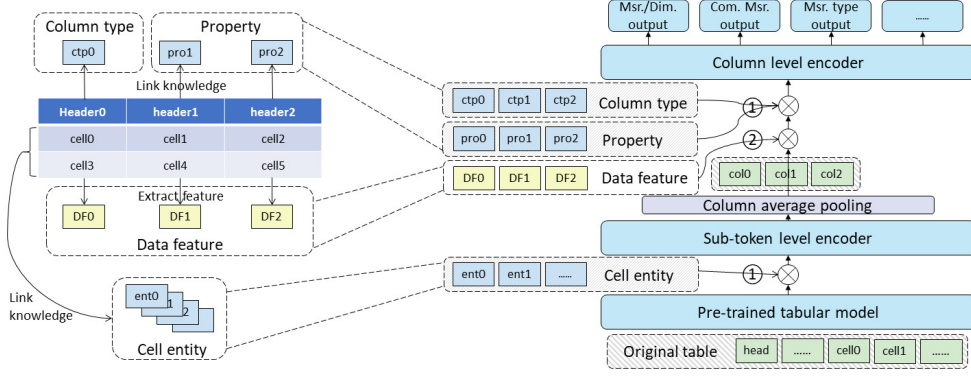 Column type
ctp0
Property
pro1
pro2
Link knowledge
Header0 header1 header2
cell0 cell1 cell2
cell3 cell4 cell5
Extract feature
DF0 DF1 DF2
Data feature
Link
knowledge
ent0
1
2
Cell entity
ctp0 ctp1 ctp2 Column type
pro0 pro1 pro2 Property
DF0 DF1 DF2 Data feature
ent0 ent1 ...... Cell entity
Msr./Dim.
output
Com. Msr.
output
Msr. type
output
......
Column level encoder
1
2
col0 col1 col2
Column average pooling
Sub-token level encoder
1
Pre-trained tabular model
Original table head ...... cell0 cell1 ......